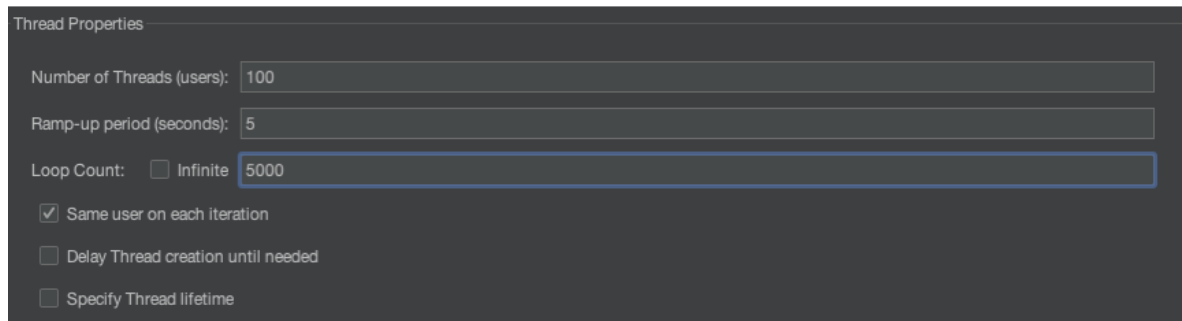 Thread Properties
Number of Threads (users): 100
Ramp-up period (seconds): 5
Loop Count: Infinite 5000
Same user on each iteration
Delay Thread creation until needed
Specify Thread lifetime